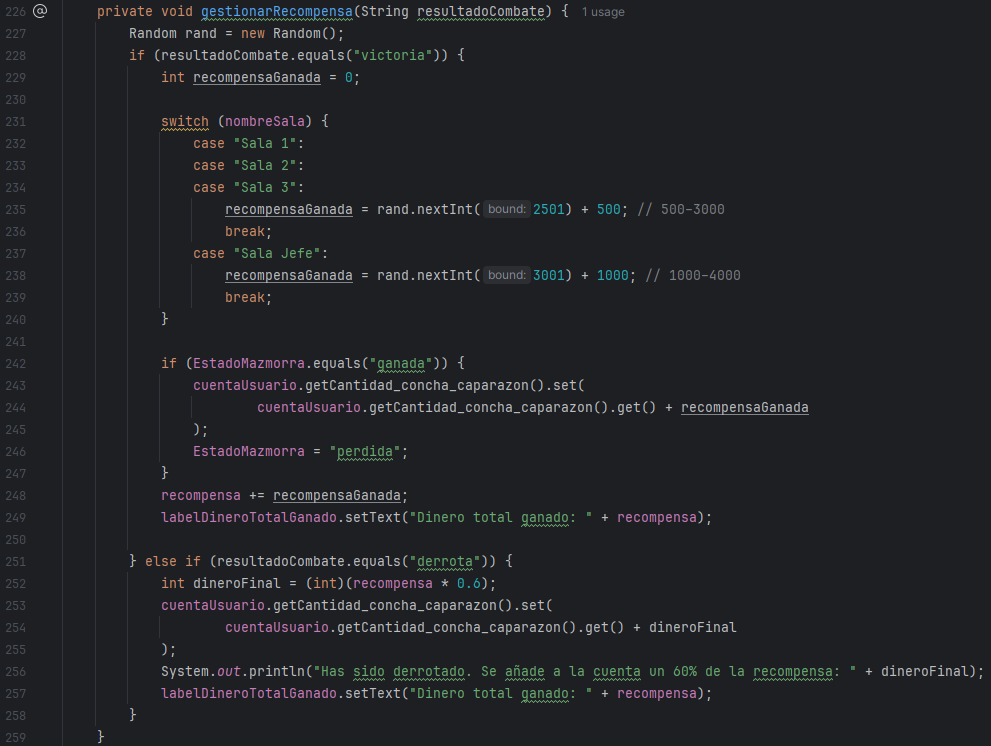 226 @ private void gestionarRecompensa(String resultadoCombate) { 1 usage
227 Random rand = new Random();
228 if (resultadoCombate.equals("victoria")) {
229 int recompensaGanada = 0;
230
231 switch (nombreSala) {
232 case "Sala 1":
233 case "Sala 2":
234 case "Sala 3":
235 recompensaGanada = rand.nextInt( bound: 2501) + 500; // 500-3000
236 break;
237 case "Sala Jefe":
238 recompensaGanada = rand.nextInt( bound: 3001) + 1000; // 1000-4000
239 break;
240 }
241
242 if (EstadoMazmorra.equals("ganada")) {
243 cuentaUsuario.getCantidad_concha_caparazon().set(
244 cuentaUsuario.getCantidad_concha_caparazon().get() + recompensaGanada
245 );
246 EstadoMazmorra = "perdida";
247 }
248 recompensa += recompensaGanada;
249 labelDineroTotalGanado.setText("Dinero total ganado: " + recompensa);
250
251 } else if (resultadoCombate.equals("derrota")) {
252 int dineroFinal = (int)(recompensa * 0.6);
253 cuentaUsuario.getCantidad_concha_caparazon().set(
254 cuentaUsuario.getCantidad_concha_caparazon().get() + dineroFinal
255 );
256 System.out.println("Has sido derrotado. Se añade a la cuenta un 60% de la recompensa: " + dineroFinal);
257 labelDineroTotalGanado.setText("Dinero total ganado: " + recompensa);
258 }
259 }